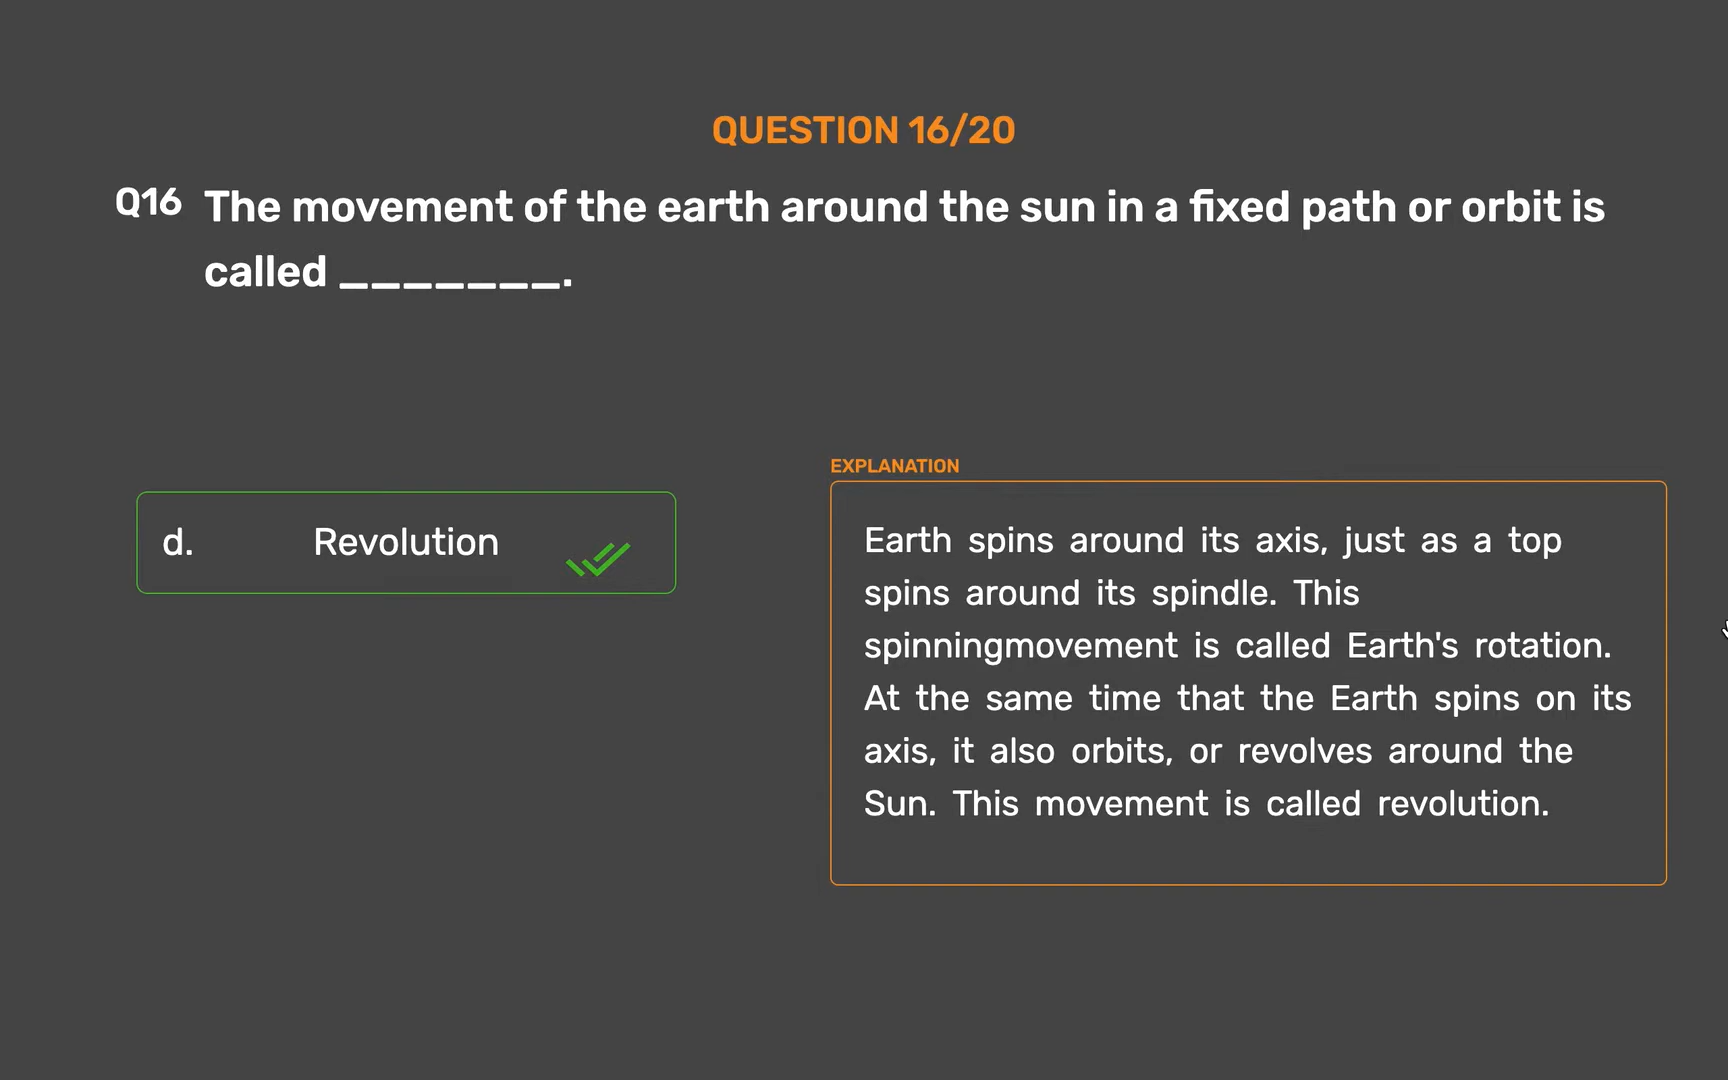 QUESTION 16/20
Q16 The movement of the earth around the sun in a fixed path or orbit is
called _______.
EXPLANATION
d. Revolution
Earth spins around its axis, just as a top
spins around its spindle. This
spinningmovement is called Earth's rotation.
At the same time that the Earth spins on its
axis, it also orbits, or revolves around the
Sun. This movement is called revolution.